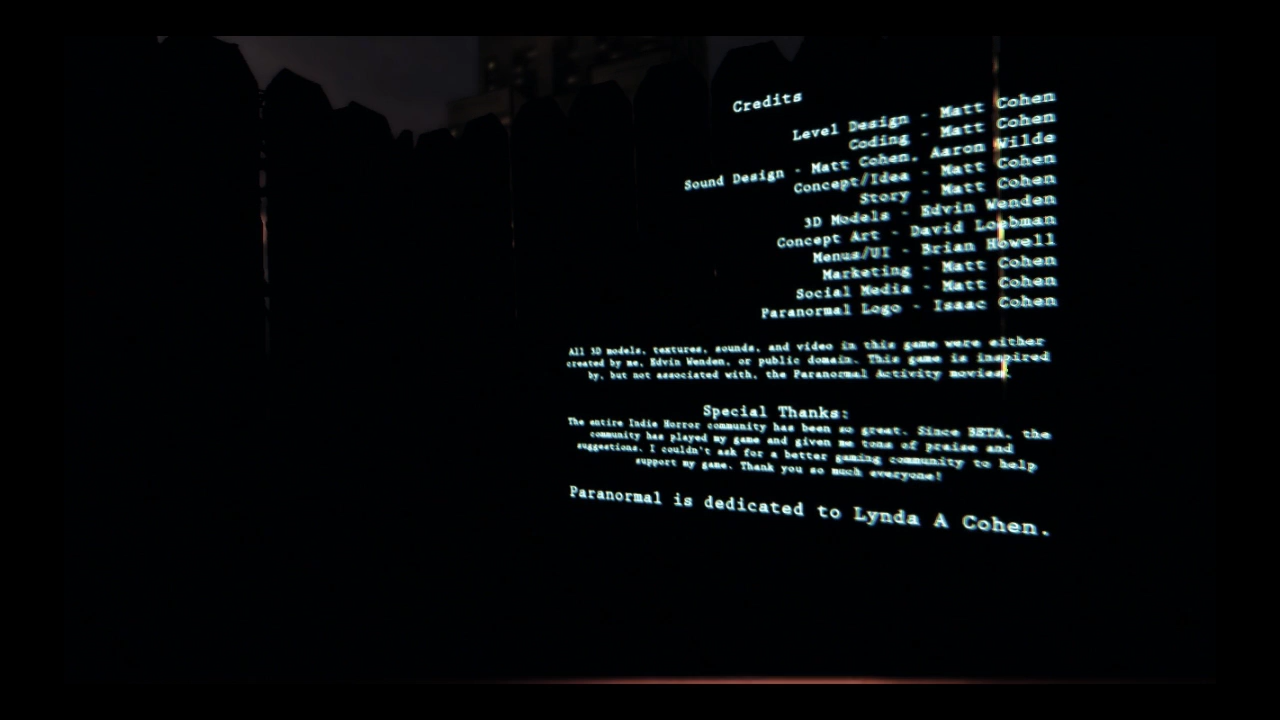 Credits
Level Design - Matt Cohen
Coding - Matt Cohen
Sound Design - Matt Cohen, Aaron Wilde
Concept/Idea - Matt Cohen
Story - Matt Cohen
3D Models - Edvin Wenden
Concept Art - David Loebman
Menus/UI - Brian Howell
Marketing - Matt Cohen
Social Media - Matt Cohen
Paranormal Logo - Isaac Cohen
All 3D models, textures, sounds, and video in this game were either
created by me, Edvin Wenden, or public domain. This game is inspired
by, but not associated with, the Paranormal Activity movies.
Special Thanks:
The entire Indie Horror community has been so great. Since BETA, the
community has played my game and given me tons of praise and
suggestions. I couldn't ask for a better gaming community to help
support my game. Thank you so much everyone!
Paranormal is dedicated to Lynda A Cohen.